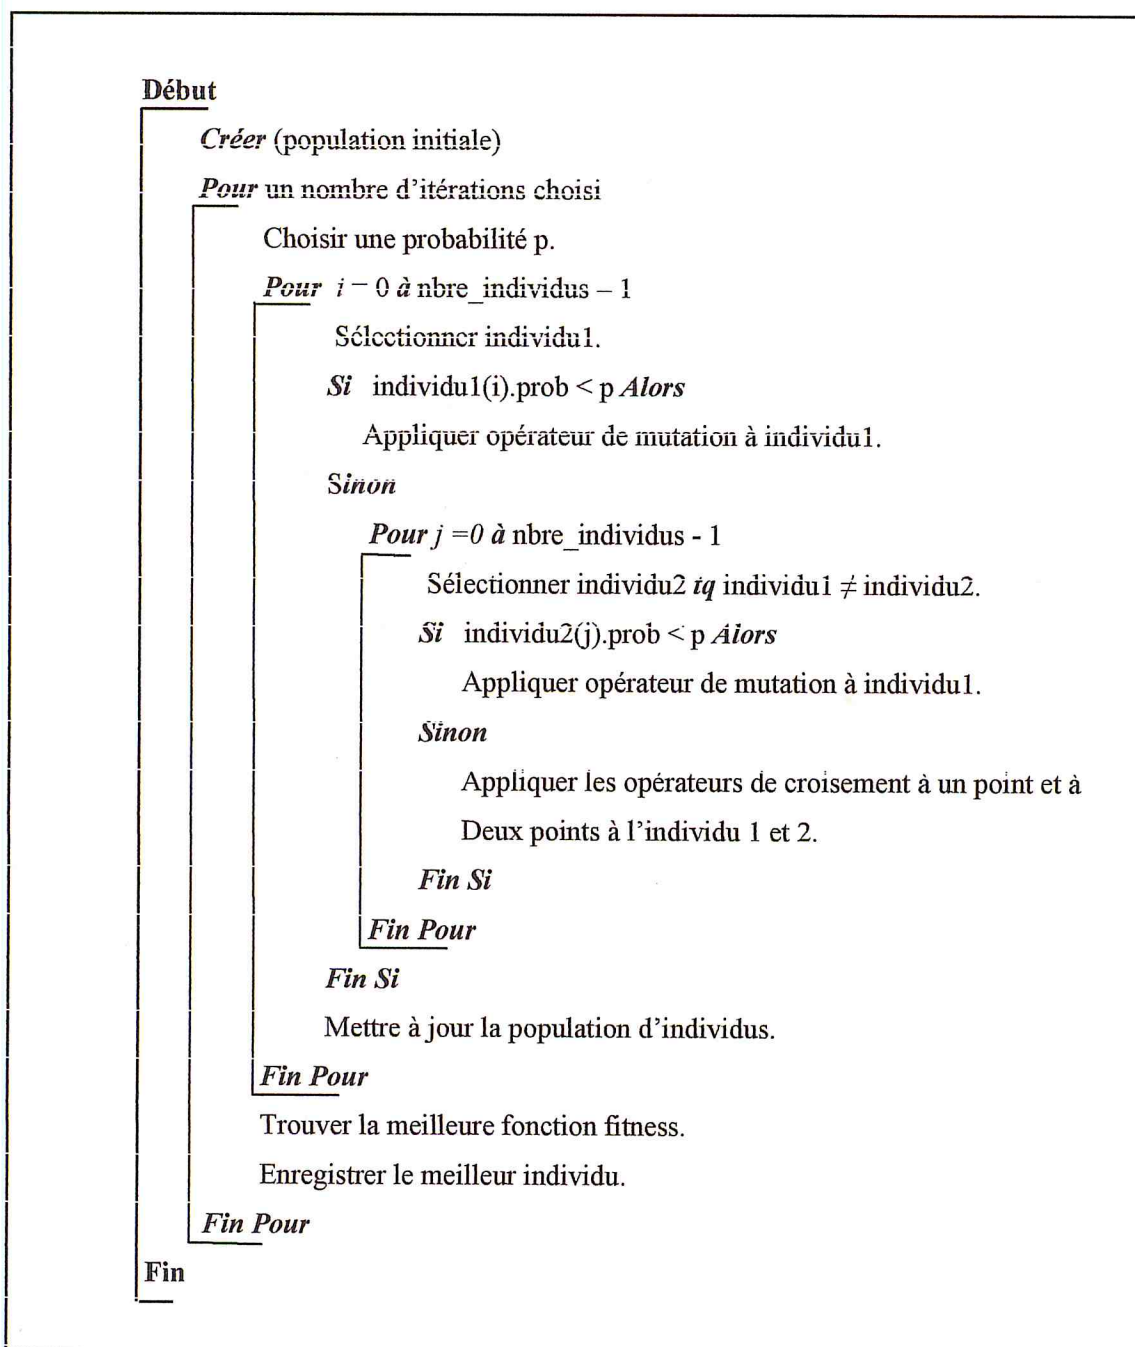 Début
Créer (population initiale)
Pour un nombre d'itérations choisi
Choisir une probabilité p.
Pour i = 0 à nbre_individus – 1
Sélectionner individu1.
Si individu1(i).prob < p Alors
Appliquer opérateur de mutation à individu1.
Sinon
Pour j =0 à nbre_individus - 1
Sélectionner individu2 tq individu1 ≠ individu2.
Si individu2(j).prob < p Alors
Appliquer opérateur de mutation à individu1.
Sinon
Appliquer les opérateurs de croisement à un point et à
Deux points à l'individu 1 et 2.
Fin Si
Fin Pour
Fin Si
Mettre à jour la population d'individus.
Fin Pour
Trouver la meilleure fonction fitness.
Enregistrer le meilleur individu.
Fin Pour
Fin